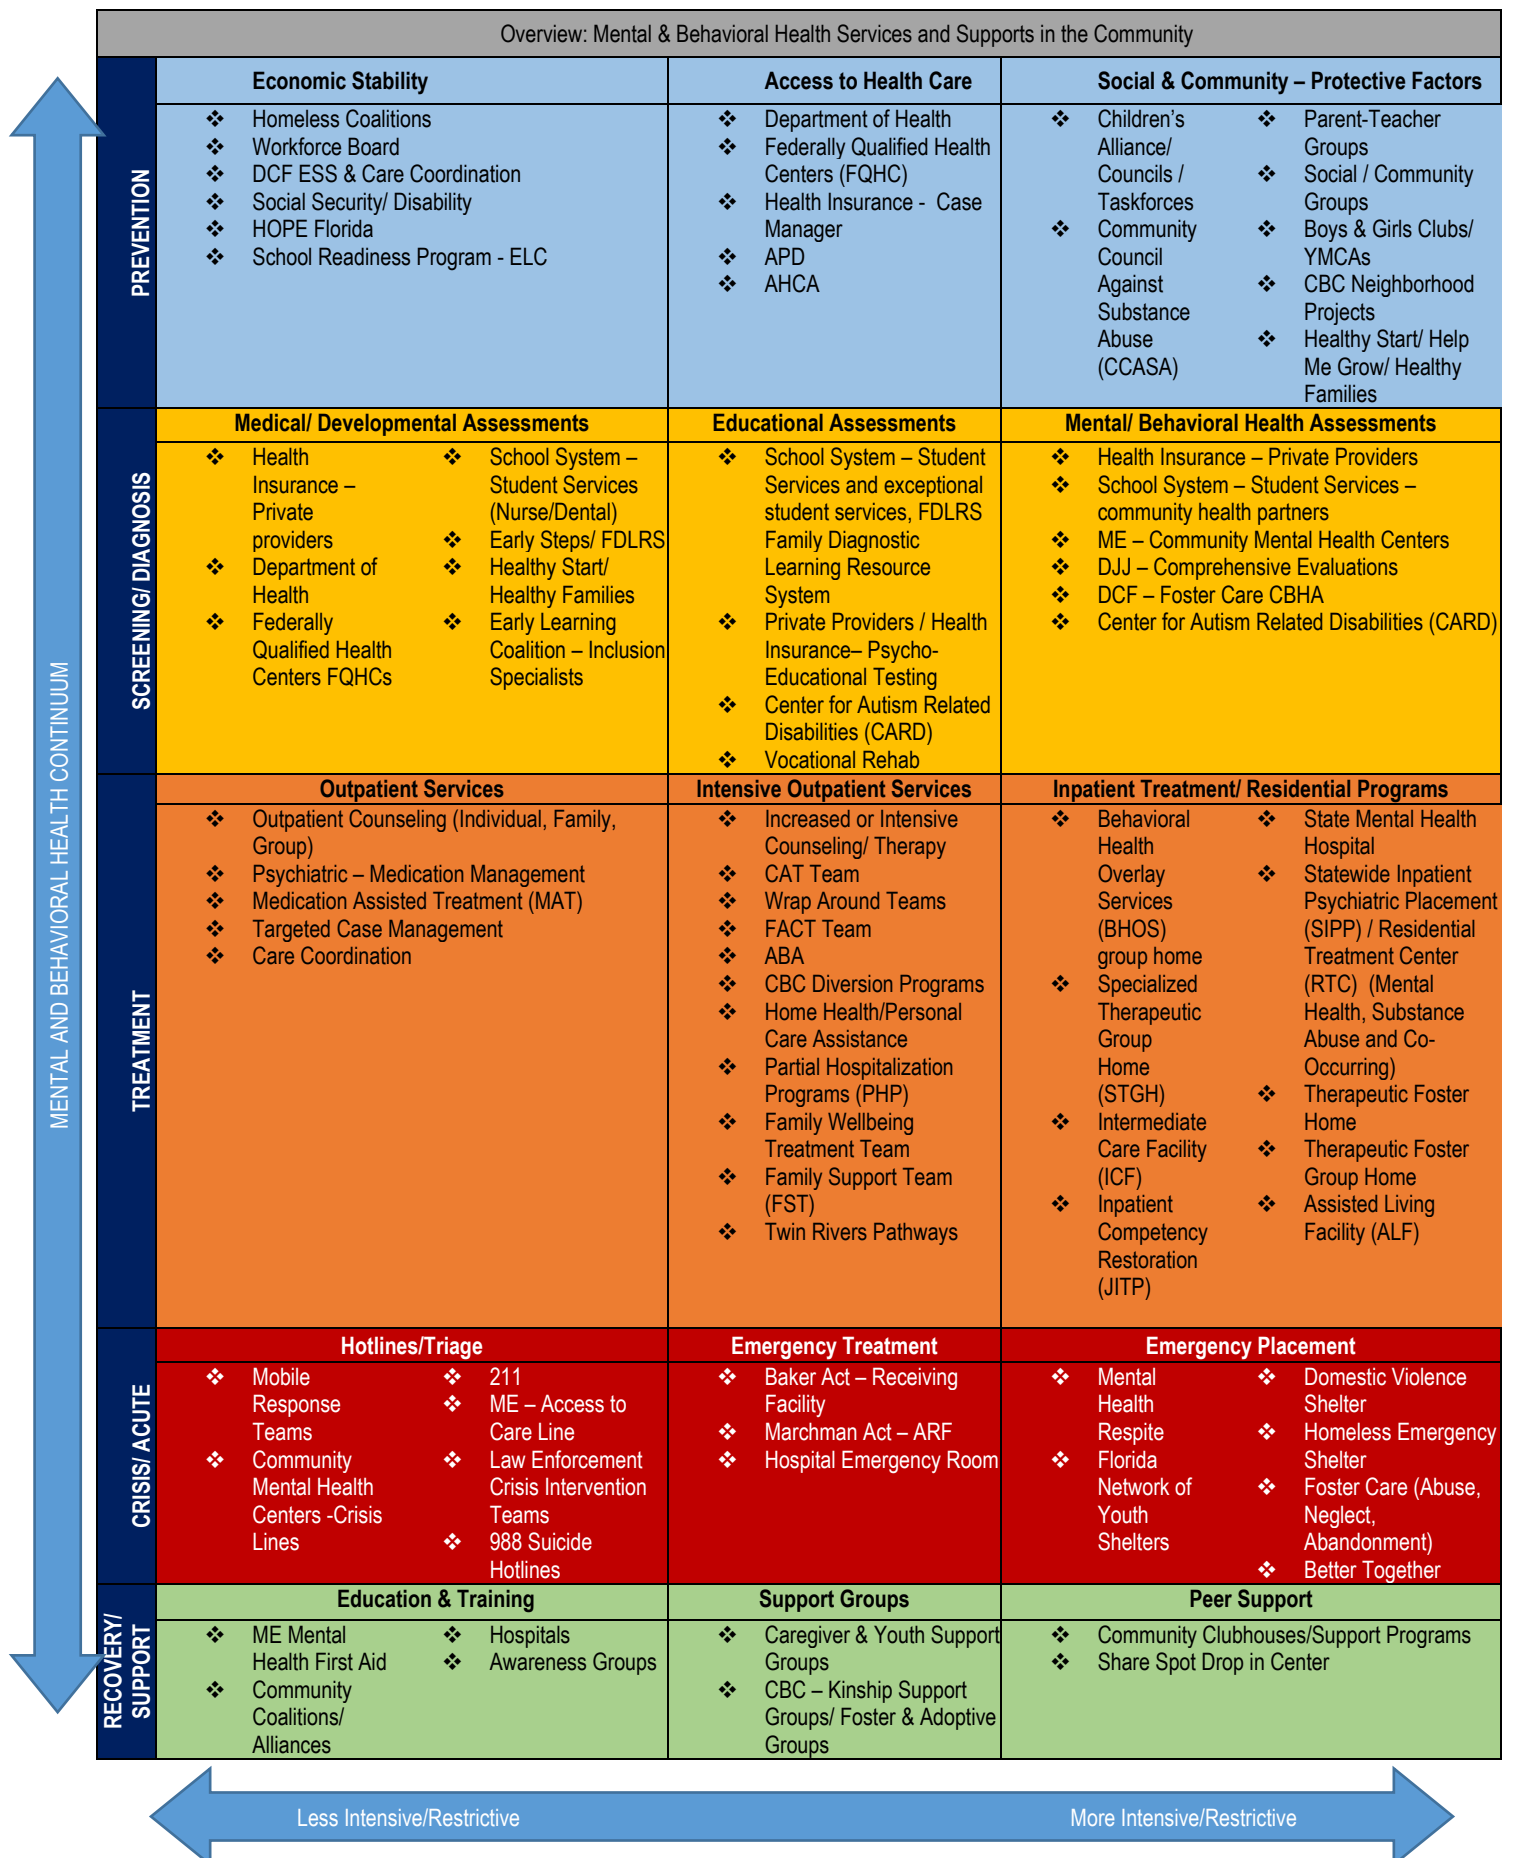 Overview: Mental & Behavioral Health Services and Supports in the Community
MENTAL AND BEHAVIORAL HEALTH CONTINUUM
PREVENTION
Economic Stability
❖ Homeless Coalitions
❖ Workforce Board
❖ DCF ESS & Care Coordination
❖ Social Security/ Disability
❖ HOPE Florida
❖ School Readiness Program - ELC
Access to Health Care
❖ Department of Health
❖ Federally Qualified Health
Centers (FQHC)
❖ Health Insurance - Case
Manager
❖ APD
❖ AHCA
Social & Community – Protective Factors
❖ Children's
Alliance/
Councils /
Taskforces
❖ Community
Council
Against
Substance
Abuse
(CCASA)
❖ Parent-Teacher
Groups
❖ Social / Community
Groups
❖ Boys & Girls Clubs/
YMCAs
❖ CBC Neighborhood
Projects
❖ Healthy Start/ Help
Me Grow/ Healthy
Families
SCREENING/ DIAGNOSIS
Medical/ Developmental Assessments
❖ Health
Insurance –
Private
providers
❖ Department of
Health
❖ Federally
Qualified Health
Centers FQHCs
❖ School System –
Student Services
(Nurse/Dental)
❖ Early Steps/ FDLRS
❖ Healthy Start/
Healthy Families
❖ Early Learning
Coalition – Inclusion
Specialists
Educational Assessments
❖ School System – Student
Services and exceptional
student services, FDLRS
Family Diagnostic
Learning Resource
System
❖ Private Providers / Health
Insurance– Psycho-
Educational Testing
❖ Center for Autism Related
Disabilities (CARD)
❖ Vocational Rehab
Mental/ Behavioral Health Assessments
❖ Health Insurance – Private Providers
❖ School System – Student Services –
community health partners
❖ ME – Community Mental Health Centers
❖ DJJ – Comprehensive Evaluations
❖ DCF – Foster Care CBHA
❖ Center for Autism Related Disabilities (CARD)
TREATMENT
Outpatient Services
❖ Outpatient Counseling (Individual, Family,
Group)
❖ Psychiatric – Medication Management
❖ Medication Assisted Treatment (MAT)
❖ Targeted Case Management
❖ Care Coordination
Intensive Outpatient Services
❖ Increased or Intensive
Counseling/ Therapy
❖ CAT Team
❖ Wrap Around Teams
❖ FACT Team
❖ ABA
❖ CBC Diversion Programs
❖ Home Health/Personal
Care Assistance
❖ Partial Hospitalization
Programs (PHP)
❖ Family Wellbeing
Treatment Team
❖ Family Support Team
(FST)
❖ Twin Rivers Pathways
Inpatient Treatment/ Residential Programs
❖ Behavioral
Health
Overlay
Services
(BHOS)
group home
❖ Specialized
Therapeutic
Group
Home
(STGH)
❖ Intermediate
Care Facility
(ICF)
❖ Inpatient
Competency
Restoration
(JITP)
❖ State Mental Health
Hospital
❖ Statewide Inpatient
Psychiatric Placement
(SIPP) / Residential
Treatment Center
(RTC) (Mental
Health, Substance
Abuse and Co-
Occurring)
❖ Therapeutic Foster
Home
❖ Therapeutic Foster
Group Home
❖ Assisted Living
Facility (ALF)
CRISIS/ ACUTE
Hotlines/Triage
❖ Mobile
Response
Teams
❖ Community
Mental Health
Centers -Crisis
Lines
❖ 211
❖ ME – Access to
Care Line
❖ Law Enforcement
Crisis Intervention
Teams
❖ 988 Suicide
Hotlines
Emergency Treatment
❖ Baker Act – Receiving
Facility
❖ Marchman Act – ARF
❖ Hospital Emergency Room
Emergency Placement
❖ Mental
Health
Respite
❖ Florida
Network of
Youth
Shelters
❖ Domestic Violence
Shelter
❖ Homeless Emergency
Shelter
❖ Foster Care (Abuse,
Neglect,
Abandonment)
❖ Better Together
RECOVERY/
SUPPORT
Education & Training
❖ ME Mental
Health First Aid
❖ Community
Coalitions/
Alliances
❖ Hospitals
❖ Awareness Groups
Support Groups
❖ Caregiver & Youth Support
Groups
❖ CBC – Kinship Support
Groups/ Foster & Adoptive
Groups
Peer Support
❖ Community Clubhouses/Support Programs
❖ Share Spot Drop in Center
Less Intensive/Restrictive
More Intensive/Restrictive